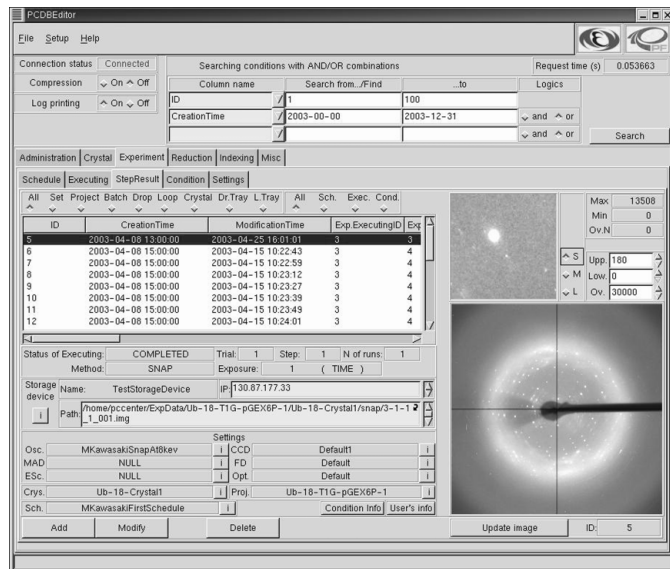 PCDBEditor
File Setup Help
PF
Connection status Connected
Searching conditions with AND/OR combinations
Request time (s) 0.053663
Compression On Off
Column name Search from.../Find ...to Logics
Log printing On Off
ID 1 100
CreationTime 2003-00-00 2003-12-31 and or
and or Search
Administration Crystal Experiment Reduction Indexing Misc
Schedule Executing StepResult Condition Settings
All Set Project Batch Drop Loop Crystal Dr.Tray L.Tray All Sch. Exec. Cond.
ID CreationTime ModificationTime Exp.ExecutingID Exp
5 2003-04-08 13:00:00 2003-04-25 16:01:01 3 3
6 2003-04-08 15:00:00 2003-04-15 10:22:43 3 4
7 2003-04-08 15:00:00 2003-04-15 10:22:59 3 4
8 2003-04-08 15:00:00 2003-04-15 10:23:12 3 4
9 2003-04-08 15:00:00 2003-04-15 10:23:27 3 4
10 2003-04-08 15:00:00 2003-04-15 10:23:39 3 4
11 2003-04-08 15:00:00 2003-04-15 10:23:49 3 4
12 2003-04-08 15:00:00 2003-04-15 10:24:01 3 4
Max 13508
Min 0
Ov.N 0
S Upp. 180
M Low. 0
L Ov. 30000
Status of Executing: COMPLETED Trial: 1 Step: 1 N of runs: 1
Method: SNAP Exposure: 1 ( TIME )
Storage device Name: TestStorageDevice IP: 130.87.177.33
i Path: /home/pccenter/ExpData/Ub-18-T1G-pGEX6P-1/Ub-18-Crystal1/snap/3-1-1
_1_001.img
Settings
Osc. MKawasakiSnapAt8kev i CCD Default1 i
MAD NULL i FD Default i
ESc. NULL i Opt. Default i
Crys. Ub-18-Crystal1 i Proj. Ub-18-T1G-pGEX6P-1 i
Sch. MKawasakiFirstSchedule i Condition Info User's info
Add Modify Delete Update image ID: 5